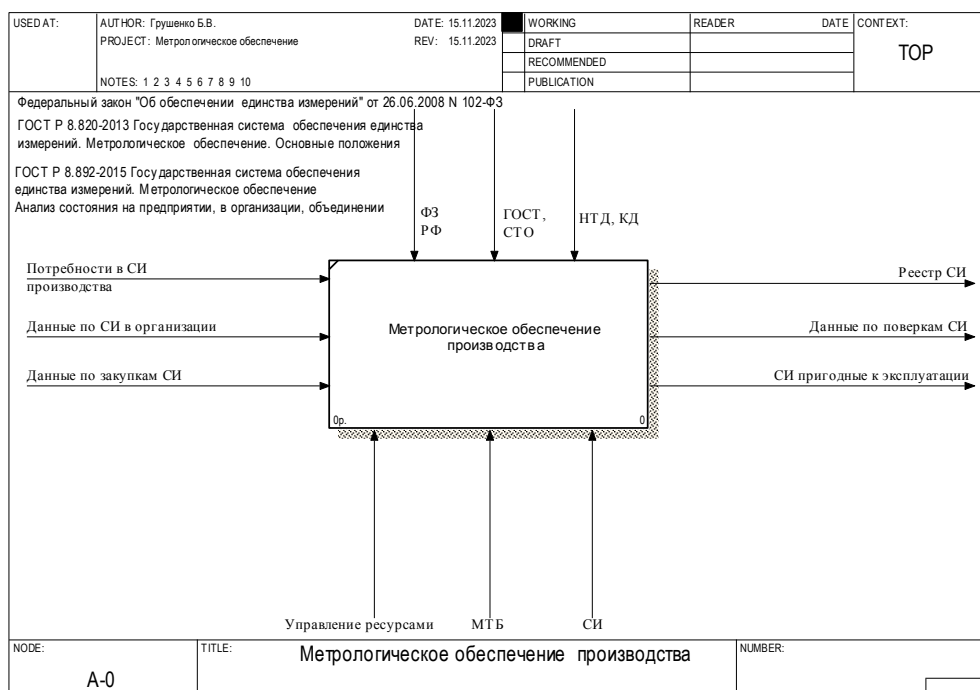 USED AT:
AUTHOR: Грушенко Б.В.
DATE: 15.11.2023
WORKING
READER
DATE
CONTEXT:
PROJECT: Метрологическое обеспечение
REV: 15.11.2023
DRAFT
TOP
RECOMMENDED
NOTES: 1 2 3 4 5 6 7 8 9 10
PUBLICATION
Федеральный закон "Об обеспечении единства измерений" от 26.06.2008 N 102-ФЗ
ГОСТ Р 8.820-2013 Государственная система обеспечения единства
измерений. Метрологическое обеспечение. Основные положения
ГОСТ Р 8.892-2015 Государственная система обеспечения
единства измерений. Метрологическое обеспечение
Анализ состояния на предприятии, в организации, объединении
ФЗ
РФ
ГОСТ,
СТО
НТД, КД
Потребности в СИ
производства
Реестр СИ
Данные по СИ в организации
Метрологическое обеспечение
производства
Данные по поверкам СИ
Данные по закупкам СИ
СИ пригодные к эксплуатации
0р.
0
Управление ресурсами
МТБ
СИ
NODE:
TITLE:
Метрологическое обеспечение производства
NUMBER:
A-0